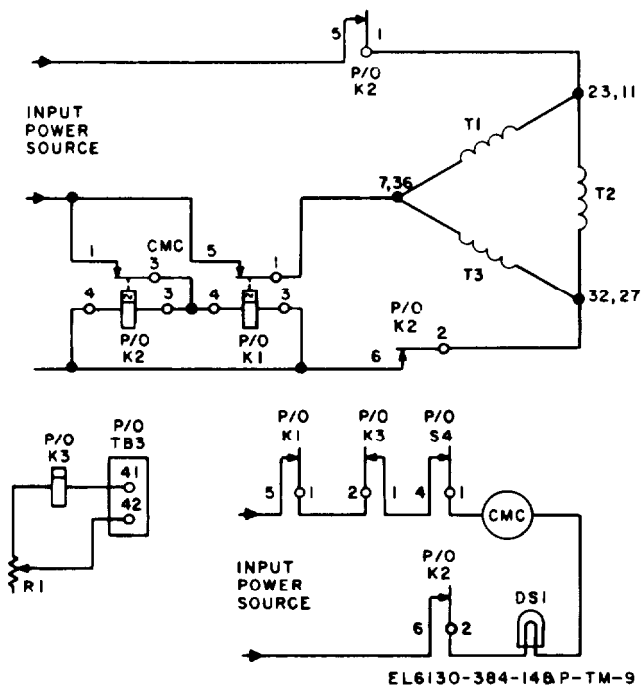 5 1
P/O
K2
23,11
INPUT
POWER
SOURCE
T1
7,36
T2
1 CMC 5
3 1
T3
4 2 3 4 2 3
P/O
K2
P/O
K1
32,27
P/O
K2
2
6
P/O
K3
P/O
TB3
41
42
R1
P/O
K1
P/O
K3
P/O
S4
5 1 2 1 4 1
CMC
INPUT
POWER
SOURCE
P/O
K2
6 2
DS1
EL6130-384-14&P-TM-9